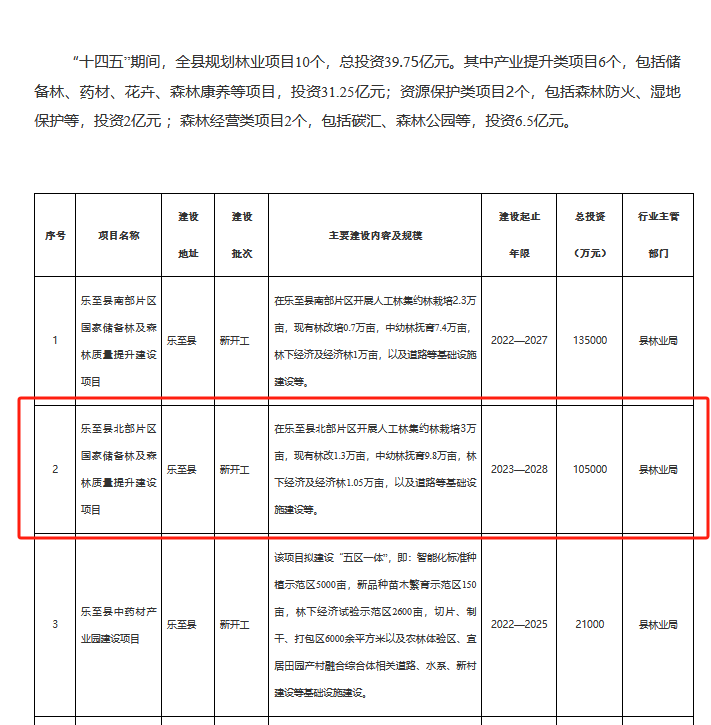 “十四五”期间，全县规划林业项目10个，总投资39.75亿元。其中产业提升类项目6个，包括储
备林、药材、花卉、森林康养等项目，投资31.25亿元；资源保护类项目2个，包括森林防火、湿地
保护等，投资2亿元 ；森林经营类项目2个，包括碳汇、森林公园等，投资6.5亿元。
序号
项目名称
建设
地址
建设
批次
主要建设内容及规模
建设起止
年限
总投资
（万元）
行业主管
部门
1
乐至县南部片区
国家储备林及森
林质量提升建设
项目
乐至县
新开工
在乐至县南部片区开展人工林集约林栽培2.3万
亩，现有林改培0.7万亩，中幼林抚育7.4万亩，
林下经济及经济林1万亩，以及道路等基础设施
建设等。
2022—2027
135000
县林业局
2
乐至县北部片区
国家储备林及森
林质量提升建设
项目
乐至县
新开工
在乐至县北部片区开展人工林集约林栽培3万
亩，现有林改1.3万亩，中幼林抚育9.8万亩，林
下经济及经济林1.05万亩，以及道路等基础设
施建设等。
2023—2028
105000
县林业局
3
乐至县中药材产
业园建设项目
乐至县
新开工
该项目拟建设“五区一体”，即：智能化标准种
植示范区5000亩，新品种苗木繁育示范区150
亩，林下经济试验示范区2600亩，切片、制
干、打包区6000余平方米以及农林体验区、宜
居田园产村融合综合体相关道路、水系、新村
建设等基础设施建设。
2022—2025
21000
县林业局